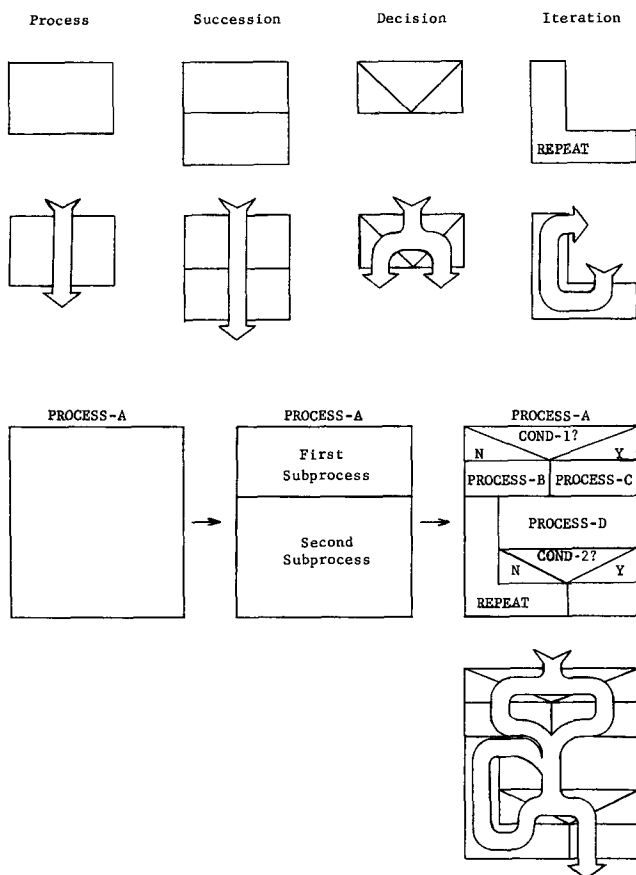 Process Succession Decision Iteration
REPEAT
PROCESS-A PROCESS-A PROCESS-A
COND-1?
N Y
First
Subprocess
PROCESS-B PROCESS-C
PROCESS-D
Second
Subprocess
COND-2?
N Y
REPEAT